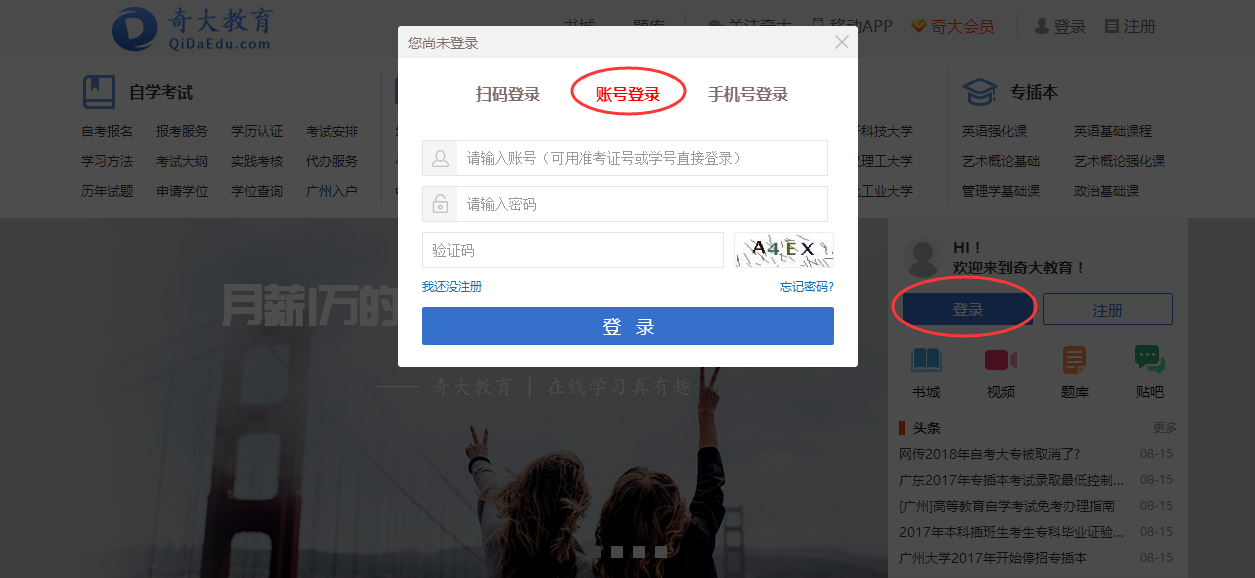 奇大教育
QiDaEdu.com
书城 题库 关注奇大 移动APP 奇大会员 登录 注册
您尚未登录
扫码登录 账号登录 手机号登录
请输入账号（可用准考证号或学号直接登录）
请输入密码
验证码 A4EX
我还没注册 忘记密码?
登 录
自学考试
自考报名 报考服务 学历认证 考试安排
学习方法 考试大纲 实践考核 代办服务
历年试题 申请学位 学位查询 广州入户
科技大学
理工大学
工业大学
专插本
英语强化课 英语基础课程
艺术概论基础 艺术概论强化课
管理学基础课 政治基础课
月薪1万的
奇大教育 | 在线学习真有趣
HI！
欢迎来到奇大教育！
登录 注册
书城 视频 题库 贴吧
头条 更多
网传2018年自考大专被取消了? 08-15
广东2017年专插本考试录取最低控制... 08-15
[广州]高等教育自学考试免考办理指南 08-15
2017年本科插班生考生专科毕业证验... 08-15
广州大学2017年开始停招专插本 08-15